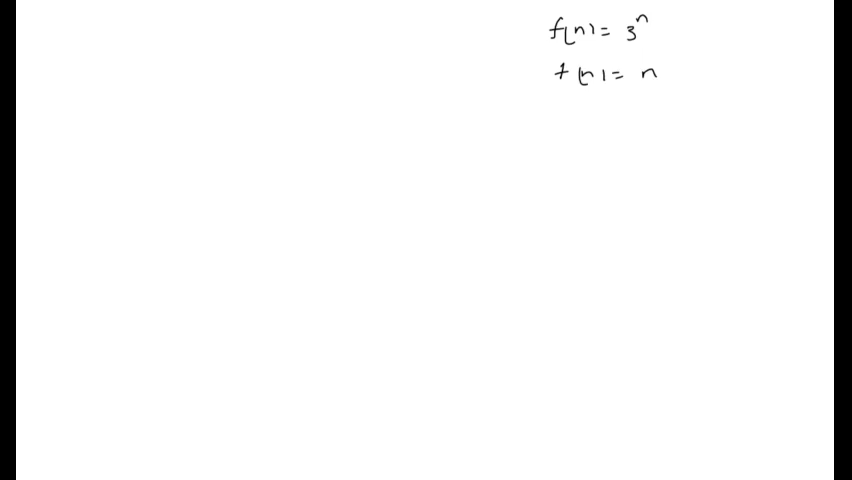 f(n) = 3^n
f(n) = n